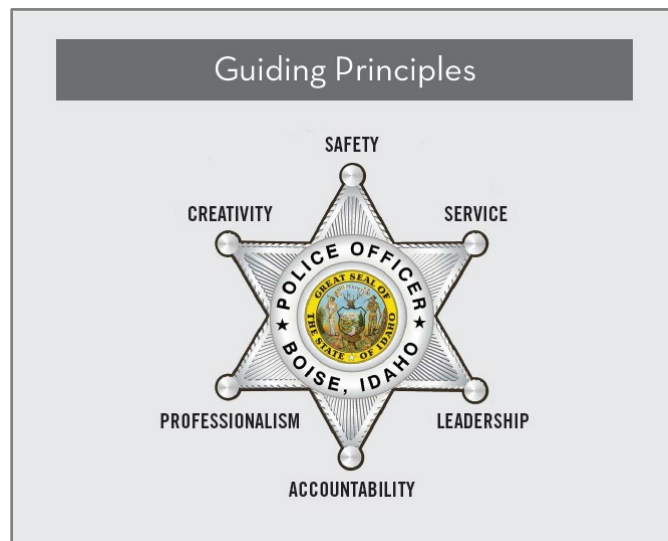 Guiding Principles
SAFETY
CREATIVITY
SERVICE
POLICE OFFICER
GREAT SEAL OF
THE STATE OF IDAHO
BOISE, IDAHO
PROFESSIONALISM
LEADERSHIP
ACCOUNTABILITY